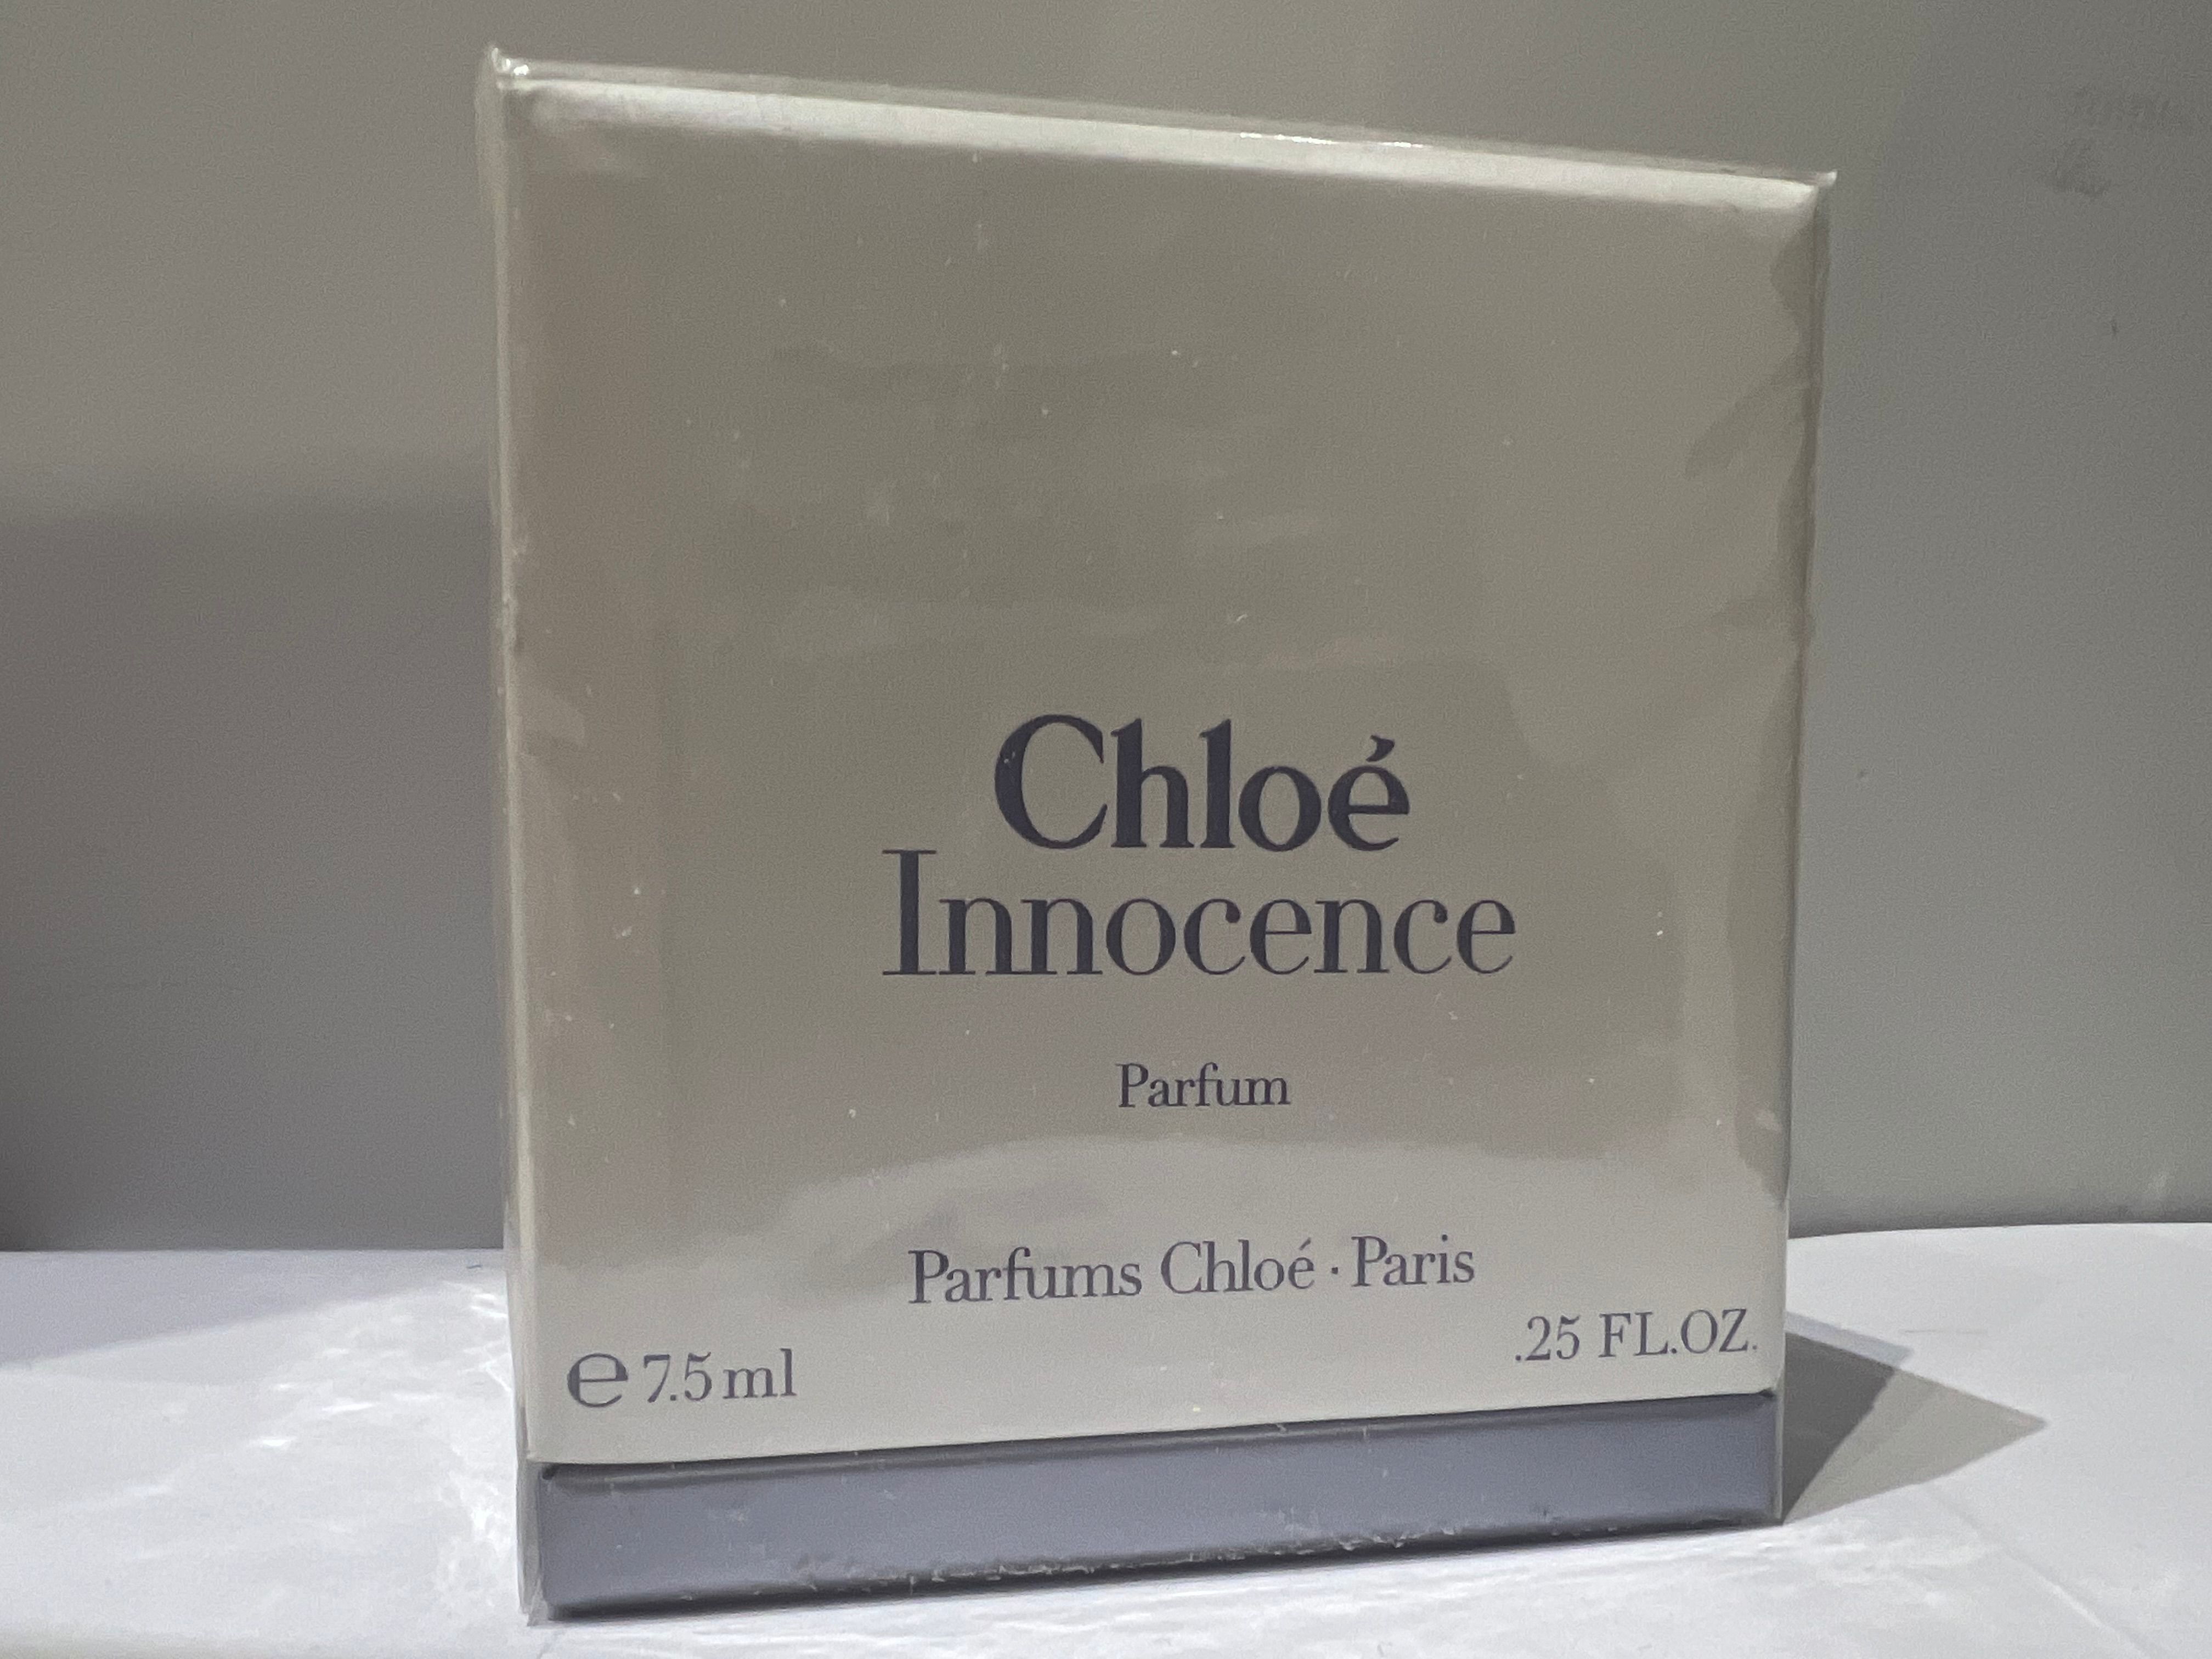 Chloé
Innocence
Parfum
Parfums Chloé · Paris
℮ 7.5 ml
.25 FL.OZ.